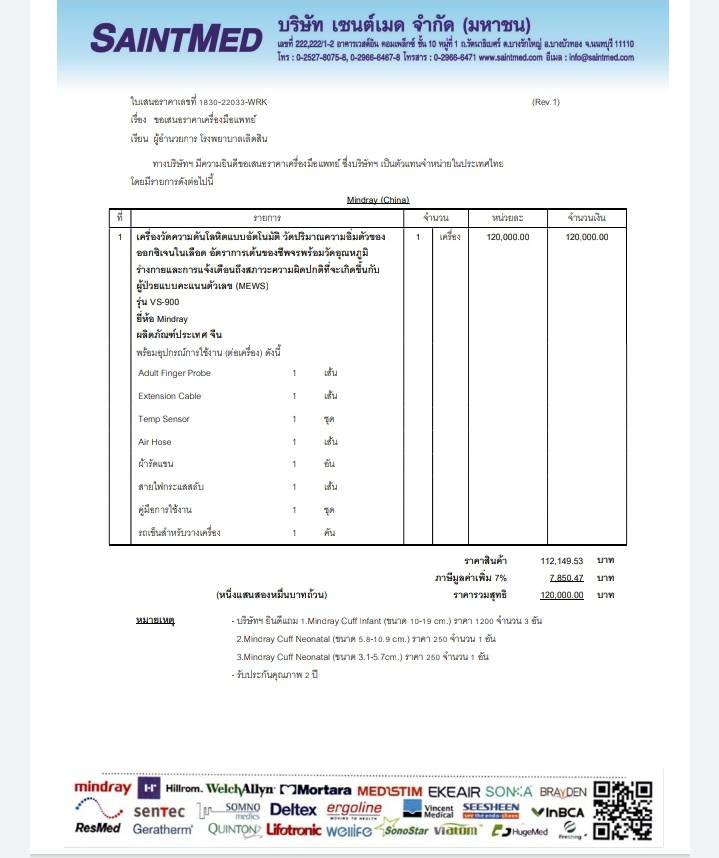 SAINTMED
บริษัท เซนต์เมด จำกัด (มหาชน)
เลขที่ 222,222/1-2 อาคารเวสต์อิน คอมเพล็กซ์ ชั้น 10 หมู่ที่ 1 ถ.รัตนาธิเบศร์ ต.บางรักใหญ่ อ.บางบัวทอง จ.นนทบุรี 11110
โทร : 0-2527-8075-8, 0-2966-6467-8 โทรสาร : 0-2966-6471 www.saintmed.com อีเมล : info@saintmed.com
ใบเสนอราคาเลขที่ 1830-22033-WRK (Rev.1)
เรื่อง ขอเสนอราคาเครื่องมือแพทย์
เรียน ผู้อำนวยการ โรงพยาบาลเลิดสิน
ทางบริษัทฯ มีความยินดีขอเสนอราคาเครื่องมือแพทย์ ซึ่งบริษัทฯ เป็นตัวแทนจำหน่ายในประเทศไทย
โดยมีรายการดังต่อไปนี้
Mindray (China)
ที่ รายการ จำนวน หน่วยละ จำนวนเงิน
1 เครื่องวัดความดันโลหิตแบบอัตโนมัติ วัดปริมาณความอิ่มตัวของ 1 เครื่อง 120,000.00 120,000.00
ออกซิเจนในเลือด อัตราการเต้นของชีพจรพร้อมวัดอุณหภูมิ
ร่างกายและการแจ้งเตือนถึงสภาวะความผิดปกติที่จะเกิดขึ้นกับ
ผู้ป่วยแบบคะแนนตัวเลข (MEWS)
รุ่น VS-900
ยี่ห้อ Mindray
ผลิตภัณฑ์ประเทศ จีน
พร้อมอุปกรณ์การใช้งาน (ต่อเครื่อง) ดังนี้
Adult Finger Probe 1 เส้น
Extension Cable 1 เส้น
Temp Sensor 1 ชุด
Air Hose 1 เส้น
ผ้ารัดแขน 1 อัน
สายไฟกระแสสลับ 1 เส้น
คู่มือการใช้งาน 1 ชุด
รถเข็นสำหรับวางเครื่อง 1 คัน
ราคาสินค้า 112,149.53 บาท
ภาษีมูลค่าเพิ่ม 7% 7,850.47 บาท
(หนึ่งแสนสองหมื่นบาทถ้วน) ราคารวมสุทธิ 120,000.00 บาท
หมายเหตุ - บริษัทฯ ยินดีแถม 1.Mindray Cuff Infant (ขนาด 10-19 cm.) ราคา 1200 จำนวน 3 อัน
2.Mindray Cuff Neonatal (ขนาด 5.8-10.9 cm.) ราคา 250 จำนวน 1 อัน
3.Mindray Cuff Neonatal (ขนาด 3.1-5.7cm.) ราคา 250 จำนวน 1 อัน
- รับประกันคุณภาพ 2 ปี
mindray H-r Hillrom. WelchAllyn Mortara MEDISTIM EKEAIR SONKA BRAYDEN
SENTEC SOMNO medics Deltex ergoline Vincent Medical SEESHEEN VINBCA
ResMed Geratherm QUINTON Lifotronic wellife SonoStar viatom HugeMed